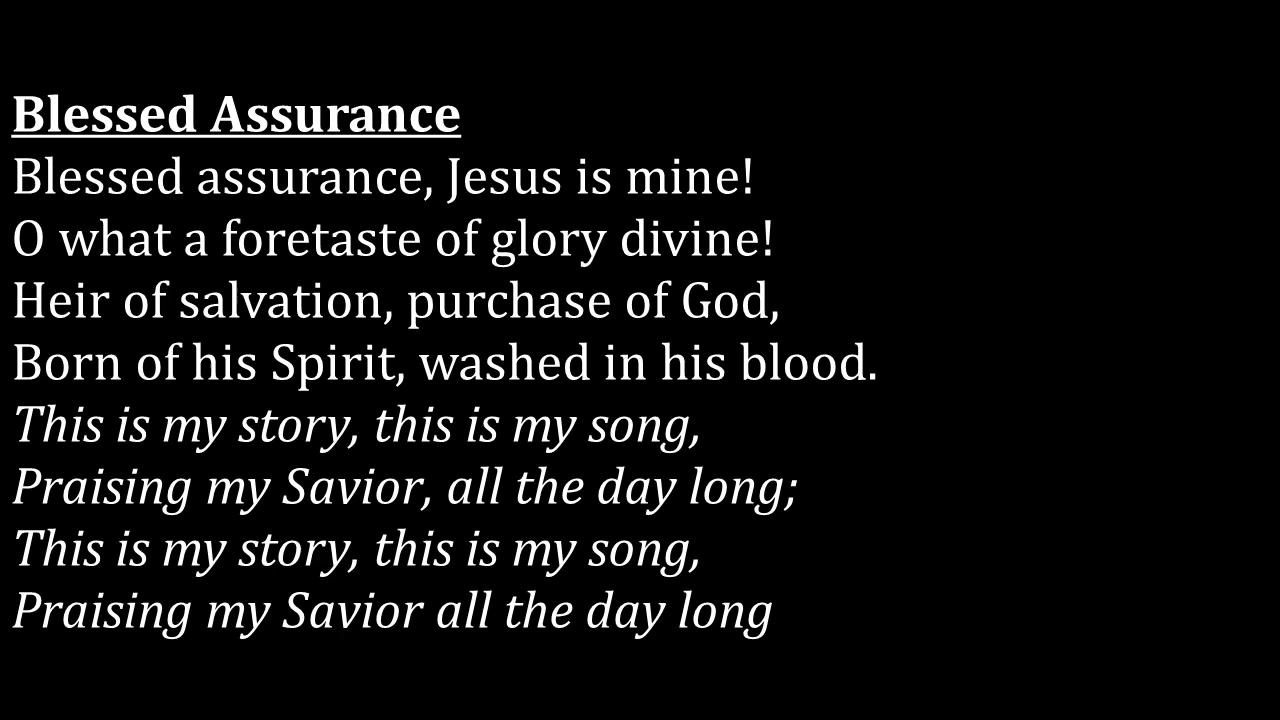 Blessed Assurance
Blessed assurance, Jesus is mine!
O what a foretaste of glory divine!
Heir of salvation, purchase of God,
Born of his Spirit, washed in his blood.
This is my story, this is my song,
Praising my Savior, all the day long;
This is my story, this is my song,
Praising my Savior all the day long